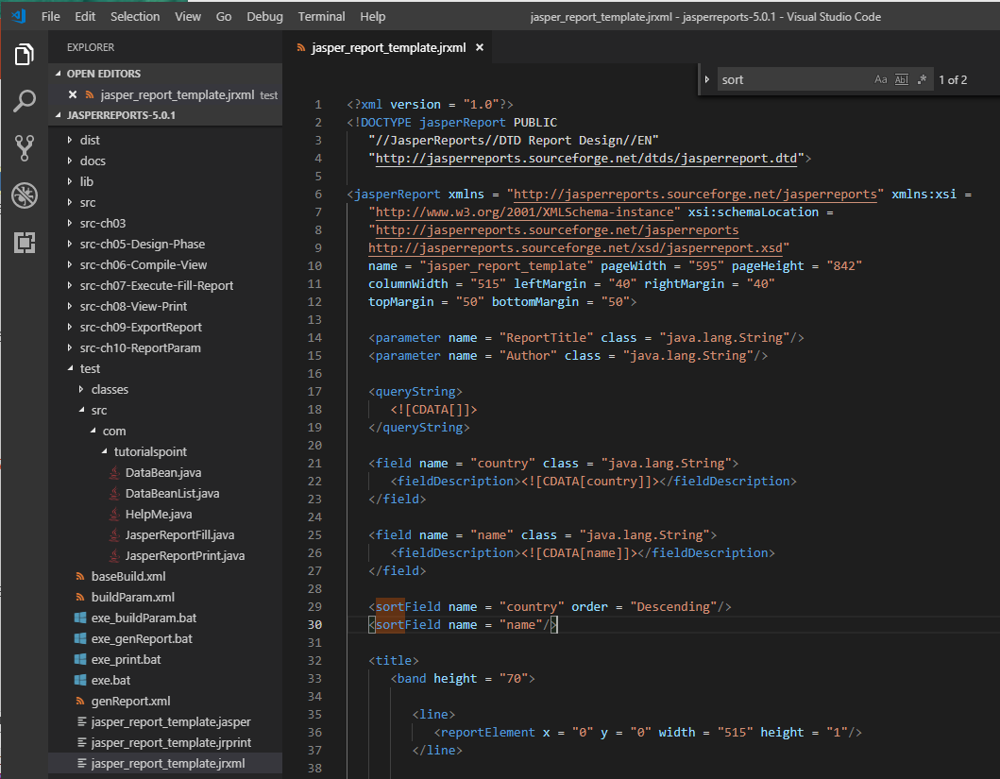 File Edit Selection View Go Debug Terminal Help
jasper_report_template.jrxml - jasperreports-5.0.1 - Visual Studio Code
EXPLORER
OPEN EDITORS
jasper_report_template.jrxml test
JASPERREPORTS-5.0.1
dist
docs
lib
src
src-ch03
src-ch05-Design-Phase
src-ch06-Compile-View
src-ch07-Execute-Fill-Report
src-ch08-View-Print
src-ch09-ExportReport
src-ch10-ReportParam
test
classes
src
com
tutorialspoint
DataBean.java
DataBeanList.java
HelpMe.java
JasperReportFill.java
JasperReportPrint.java
baseBuild.xml
buildParam.xml
exe_buildParam.bat
exe_genReport.bat
exe_print.bat
exe.bat
genReport.xml
jasper_report_template.jasper
jasper_report_template.jrprint
jasper_report_template.jrxml
jasper_report_template.jrxml
sort Aa Abl .* 1 of 2
1 <?xml version = "1.0"?>
2 <!DOCTYPE jasperReport PUBLIC
3 "//JasperReports//DTD Report Design//EN"
4 "http://jasperreports.sourceforge.net/dtds/jasperreport.dtd">
5
6 <jasperReport xmlns = "http://jasperreports.sourceforge.net/jasperreports" xmlns:xsi =
7 "http://www.w3.org/2001/XMLSchema-instance" xsi:schemaLocation =
8 "http://jasperreports.sourceforge.net/jasperreports
9 http://jasperreports.sourceforge.net/xsd/jasperreport.xsd"
10 name = "jasper_report_template" pageWidth = "595" pageHeight = "842"
11 columnWidth = "515" leftMargin = "40" rightMargin = "40"
12 topMargin = "50" bottomMargin = "50">
13
14 <parameter name = "ReportTitle" class = "java.lang.String"/>
15 <parameter name = "Author" class = "java.lang.String"/>
16
17 <queryString>
18 <![CDATA[]]>
19 </queryString>
20
21 <field name = "country" class = "java.lang.String">
22 <fieldDescription><![CDATA[country]]></fieldDescription>
23 </field>
24
25 <field name = "name" class = "java.lang.String">
26 <fieldDescription><![CDATA[name]]></fieldDescription>
27 </field>
28
29 <sortField name = "country" order = "Descending"/>
30 <sortField name = "name"/>
31
32 <title>
33 <band height = "70">
34
35 <line>
36 <reportElement x = "0" y = "0" width = "515" height = "1"/>
37 </line>
38